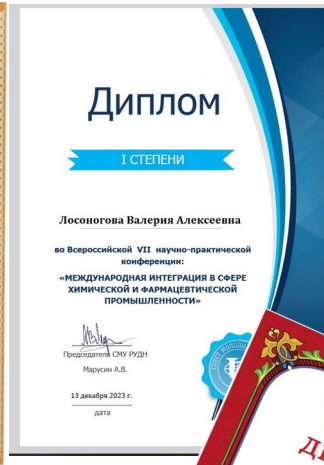 Диплом
I СТЕПЕНИ
Лосоногова Валерия Алексеевна
во Всероссийской VII научно-практической
конференции:
«МЕЖДУНАРОДНАЯ ИНТЕГРАЦИЯ В СФЕРЕ
ХИМИЧЕСКОЙ И ФАРМАЦЕВТИЧЕСКОЙ
ПРОМЫШЛЕННОСТИ»
Председатель СМУ РУДН
Марусин А.В.
13 декабря 2023 г.
дата